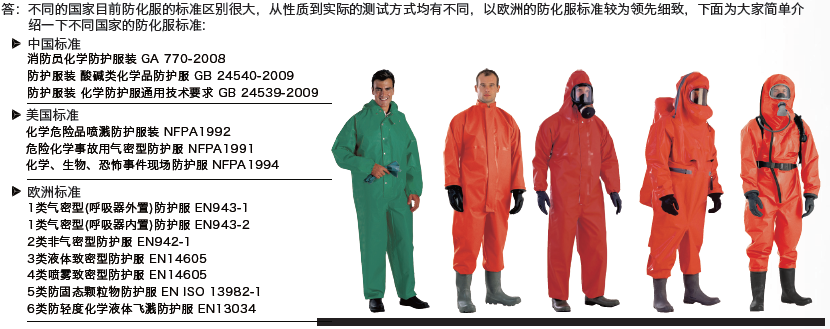 答：不同的国家目前防化服的标准区别很大，从性质到实际的测试方式均有不同，以欧洲的防化服标准较为领先细致，下面为大家简单介
绍一下不同国家的防化服标准：
中国标准
消防员化学防护服装 GA 770-2008
防护服装 酸碱类化学品防护服 GB 24540-2009
防护服装 化学防护服通用技术要求 GB 24539-2009
美国标准
化学危险品喷溅防护服装 NFPA1992
危险化学事故用气密型防护服 NFPA1991
化学、生物、恐怖事件现场防护服 NFPA1994
欧洲标准
1类气密型(呼吸器外置)防护服 EN943-1
1类气密型(呼吸器内置)防护服 EN943-2
2类非气密型防护服 EN942-1
3类液体致密型防护服 EN14605
4类喷雾致密型防护服 EN14605
5类防固态颗粒物防护服 EN ISO 13982-1
6类防轻度化学液体飞溅防护服 EN13034